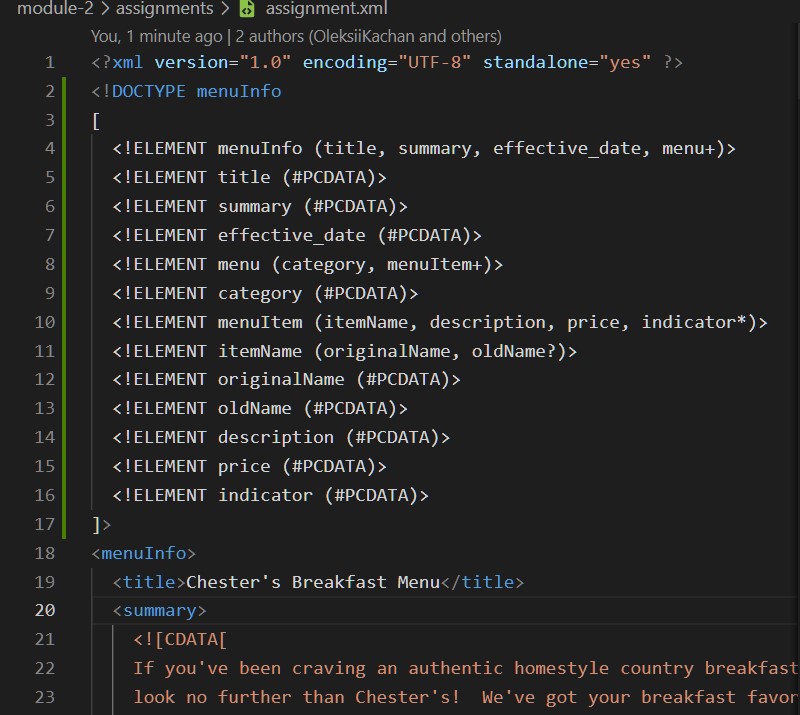 module-2 > assignments > assignment.xml
You, 1 minute ago | 2 authors (OleksiiKachan and others)
1 <?xml version="1.0" encoding="UTF-8" standalone="yes" ?>
2 <!DOCTYPE menuInfo
3 [
4 <!ELEMENT menuInfo (title, summary, effective_date, menu+)>
5 <!ELEMENT title (#PCDATA)>
6 <!ELEMENT summary (#PCDATA)>
7 <!ELEMENT effective_date (#PCDATA)>
8 <!ELEMENT menu (category, menuItem+)>
9 <!ELEMENT category (#PCDATA)>
10 <!ELEMENT menuItem (itemName, description, price, indicator*)>
11 <!ELEMENT itemName (originalName, oldName?)>
12 <!ELEMENT originalName (#PCDATA)>
13 <!ELEMENT oldName (#PCDATA)>
14 <!ELEMENT description (#PCDATA)>
15 <!ELEMENT price (#PCDATA)>
16 <!ELEMENT indicator (#PCDATA)>
17 ]>
18 <menuInfo>
19 <title>Chester's Breakfast Menu</title>
20 <summary>
21 <![CDATA[
22 If you've been craving an authentic homestyle country breakfast
23 look no further than Chester's!  We've got your breakfast favor